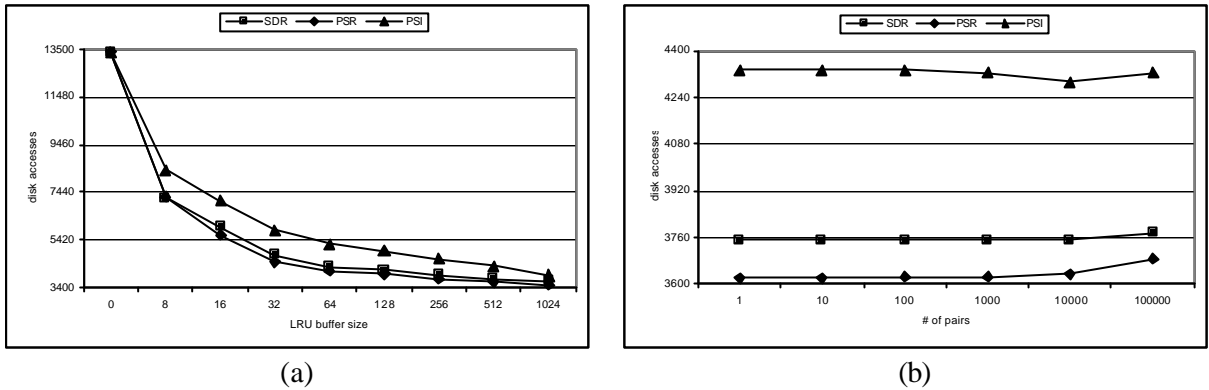 SDR PSR PSI
13500
11480
9460
7440
5420
3400
disk accesses
0 8 16 32 64 128 256 512 1024
LRU buffer size
(a)
SDR PSR PSI
4400
4240
4080
3920
3760
3600
disk accesses
1 10 100 1000 10000 100000
# of pairs
(b)